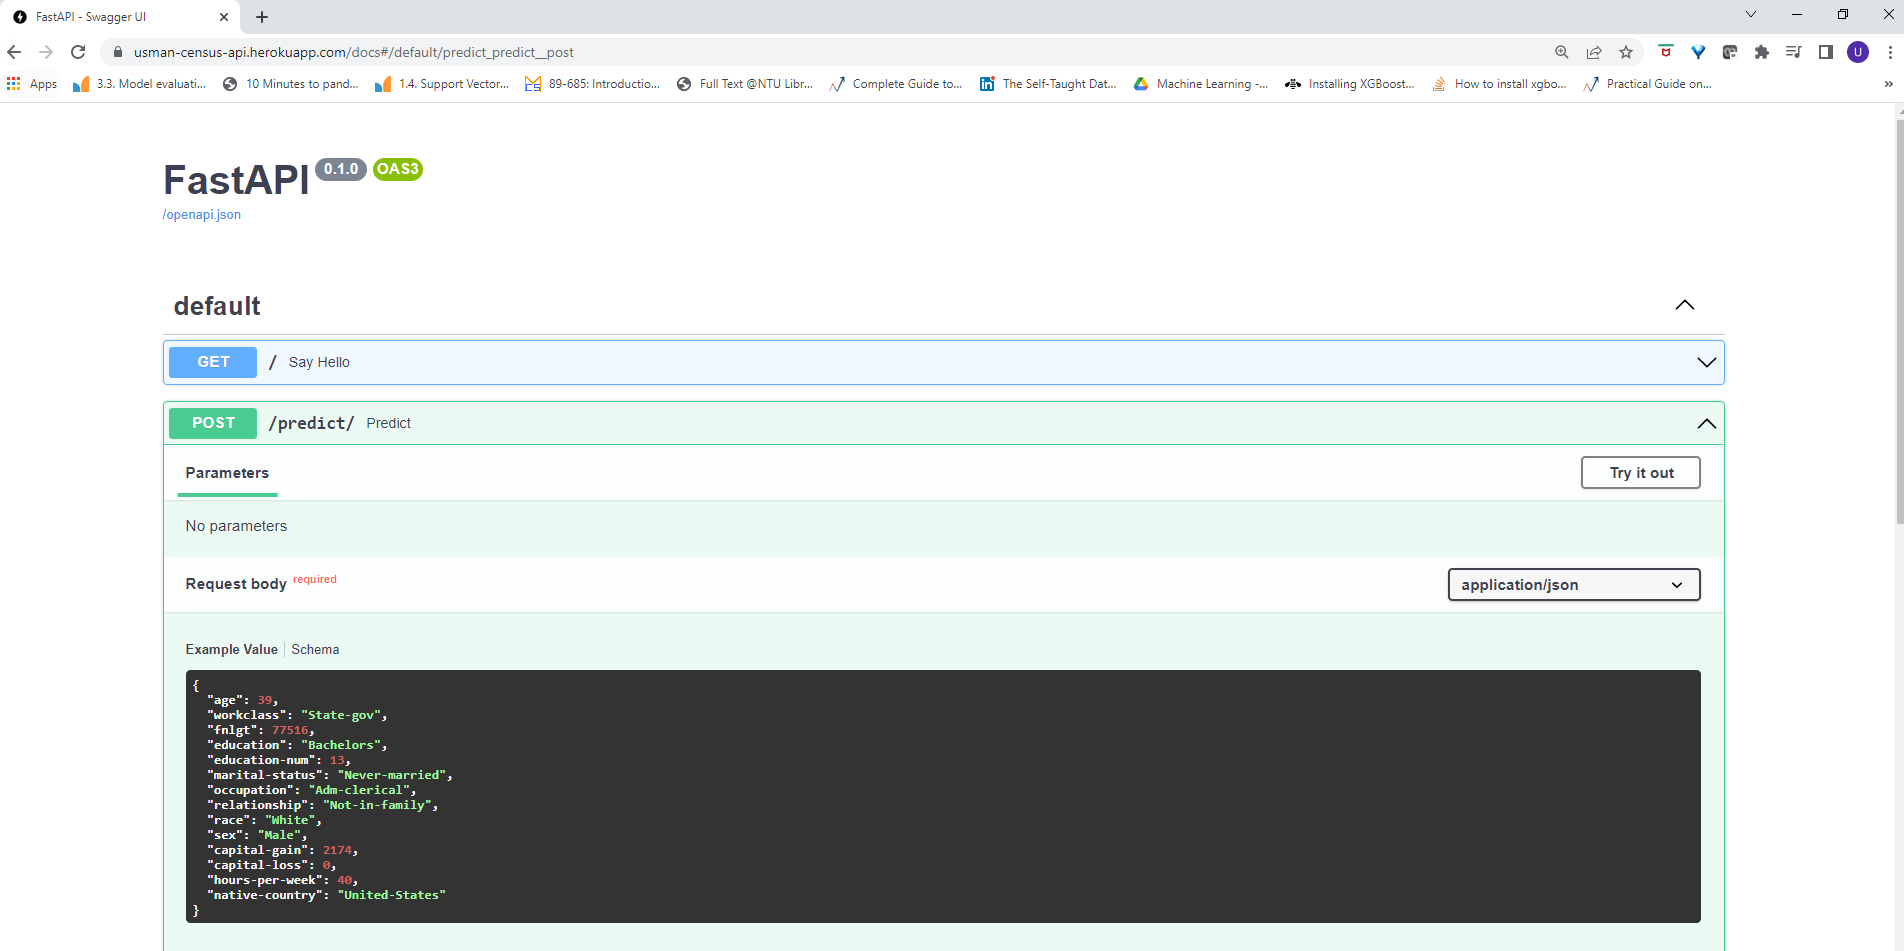 FastAPI - Swagger UI
usman-census-api.herokuapp.com/docs#/default/predict_predict__post
U
Apps 3.3. Model evaluati... 10 Minutes to pand... 1.4. Support Vector... 89-685: Introductio... Full Text @NTU Libr... Complete Guide to... The Self-Taught Dat... Machine Learning -... Installing XGBoost... How to install xgbo... Practical Guide on... »
FastAPI 0.1.0 OAS3
/openapi.json
default
GET / Say Hello
POST /predict/ Predict
Parameters Try it out
No parameters
Request body required application/json
Example Value Schema
{
"age": 39,
"workclass": "State-gov",
"fnlgt": 77516,
"education": "Bachelors",
"education-num": 13,
"marital-status": "Never-married",
"occupation": "Adm-clerical",
"relationship": "Not-in-family",
"race": "White",
"sex": "Male",
"capital-gain": 2174,
"capital-loss": 0,
"hours-per-week": 40,
"native-country": "United-States"
}